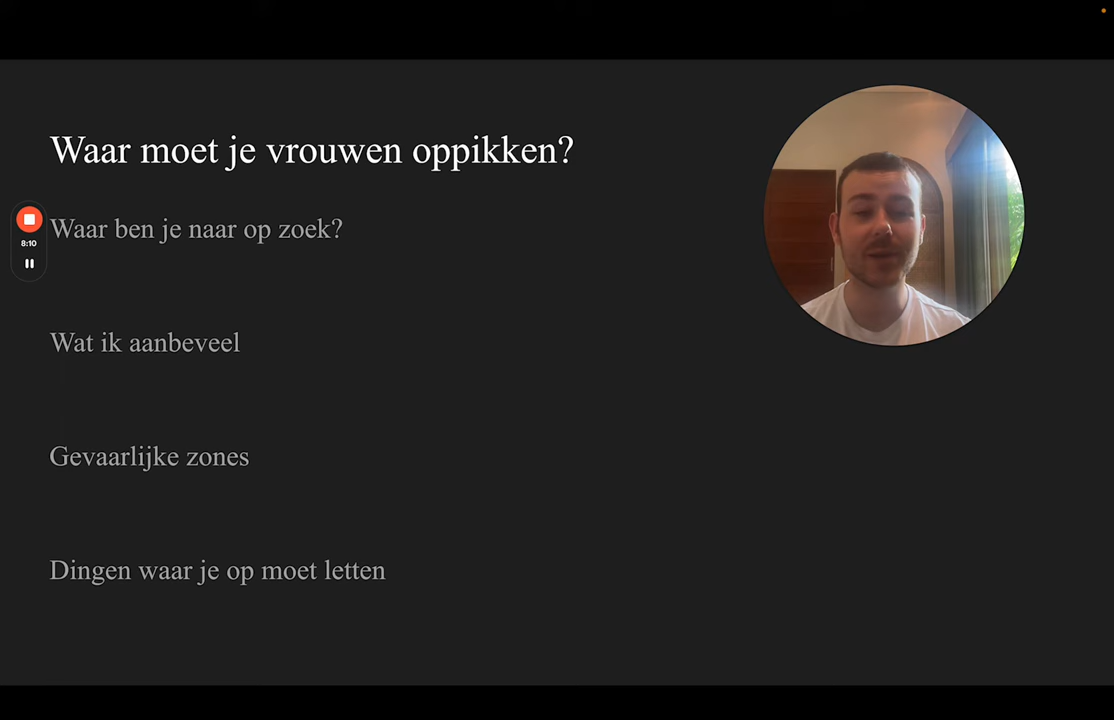 Waar moet je vrouwen oppikken?
Waar ben je naar op zoek?
8:10
Wat ik aanbeveel
Gevaarlijke zones
Dingen waar je op moet letten